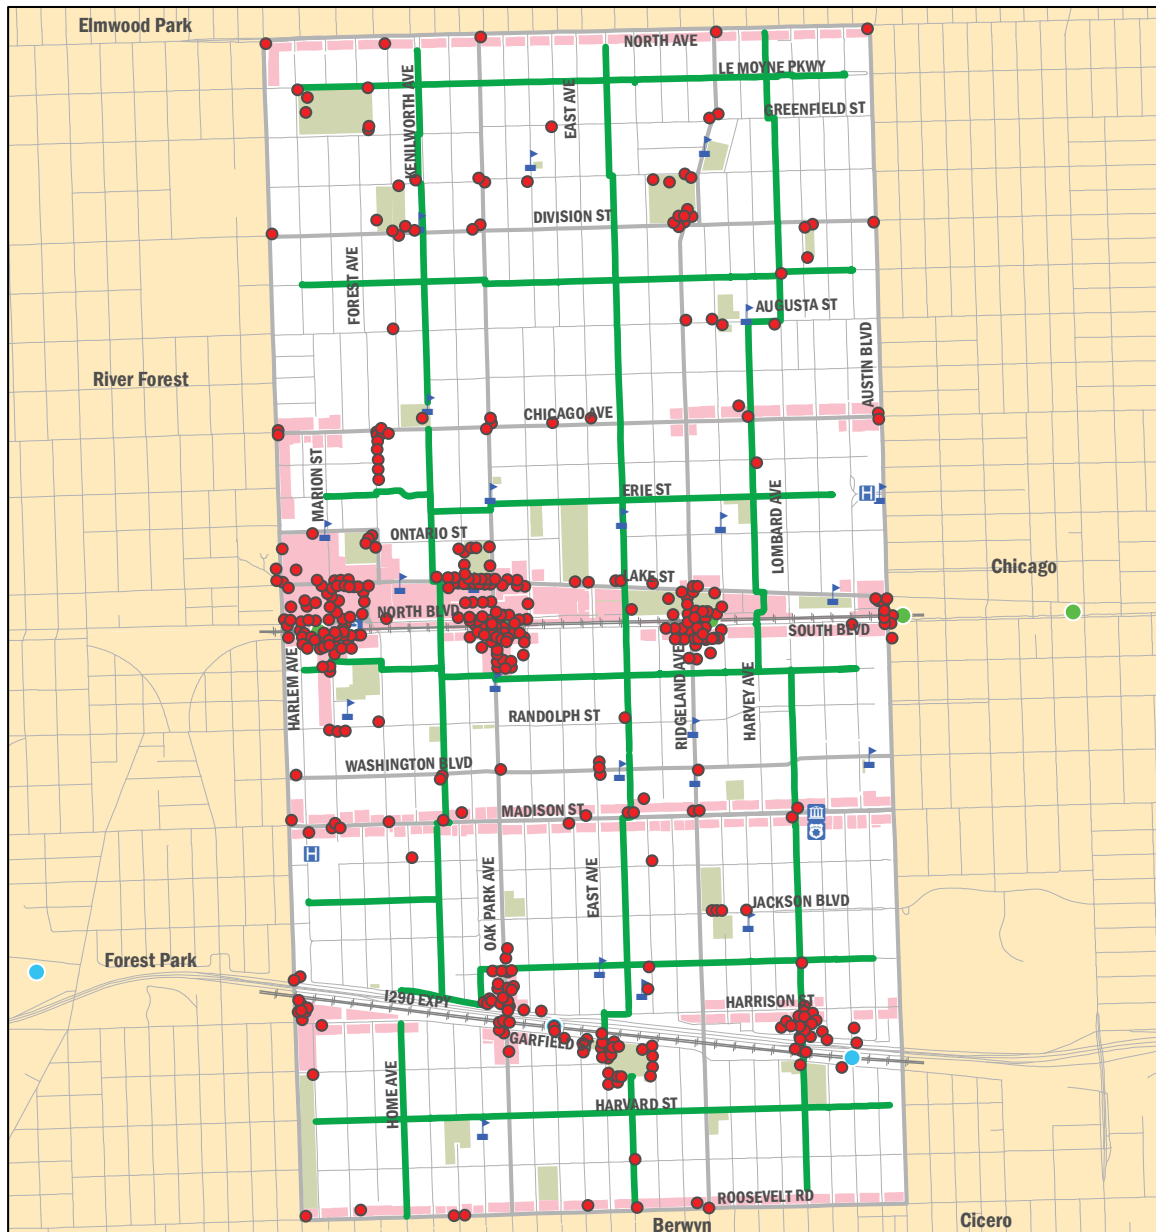 Elmwood Park
NORTH AVE
LE MOYNE PKWY
KENILWORTH AVE
EAST AVE
GREENFIELD ST
DIVISION ST
FOREST AVE
AUGUSTA ST
River Forest
AUSTIN BLVD
CHICAGO AVE
MARION ST
ERIE ST
LOMBARD AVE
H
ONTARIO ST
LAKE ST
Chicago
NORTH BLVD
SOUTH BLVD
HARLEM AVE
RIDGELAND AVE
HARVEY AVE
RANDOLPH ST
WASHINGTON BLVD
MADISON ST
H
OAK PARK AVE
EAST AVE
JACKSON BLVD
Forest Park
I290 EXPY
HARRISON ST
GARFIELD
HOME AVE
HARVARD ST
ROOSEVELT RD
Berwyn
Cicero